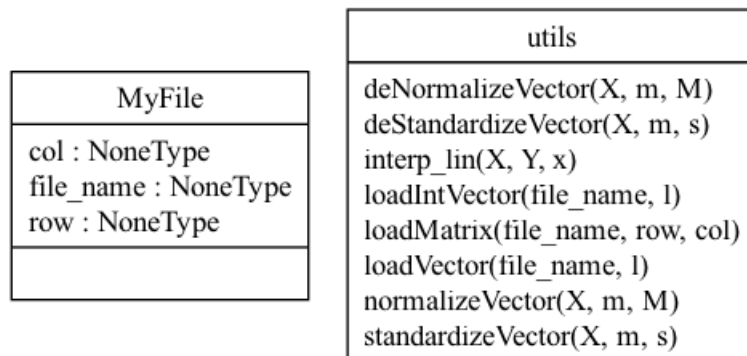 MyFile
col : NoneType
file_name : NoneType
row : NoneType
utils
deNormalizeVector(X, m, M)
deStandardizeVector(X, m, s)
interp_lin(X, Y, x)
loadIntVector(file_name, l)
loadMatrix(file_name, row, col)
loadVector(file_name, l)
normalizeVector(X, m, M)
standardizeVector(X, m, s)